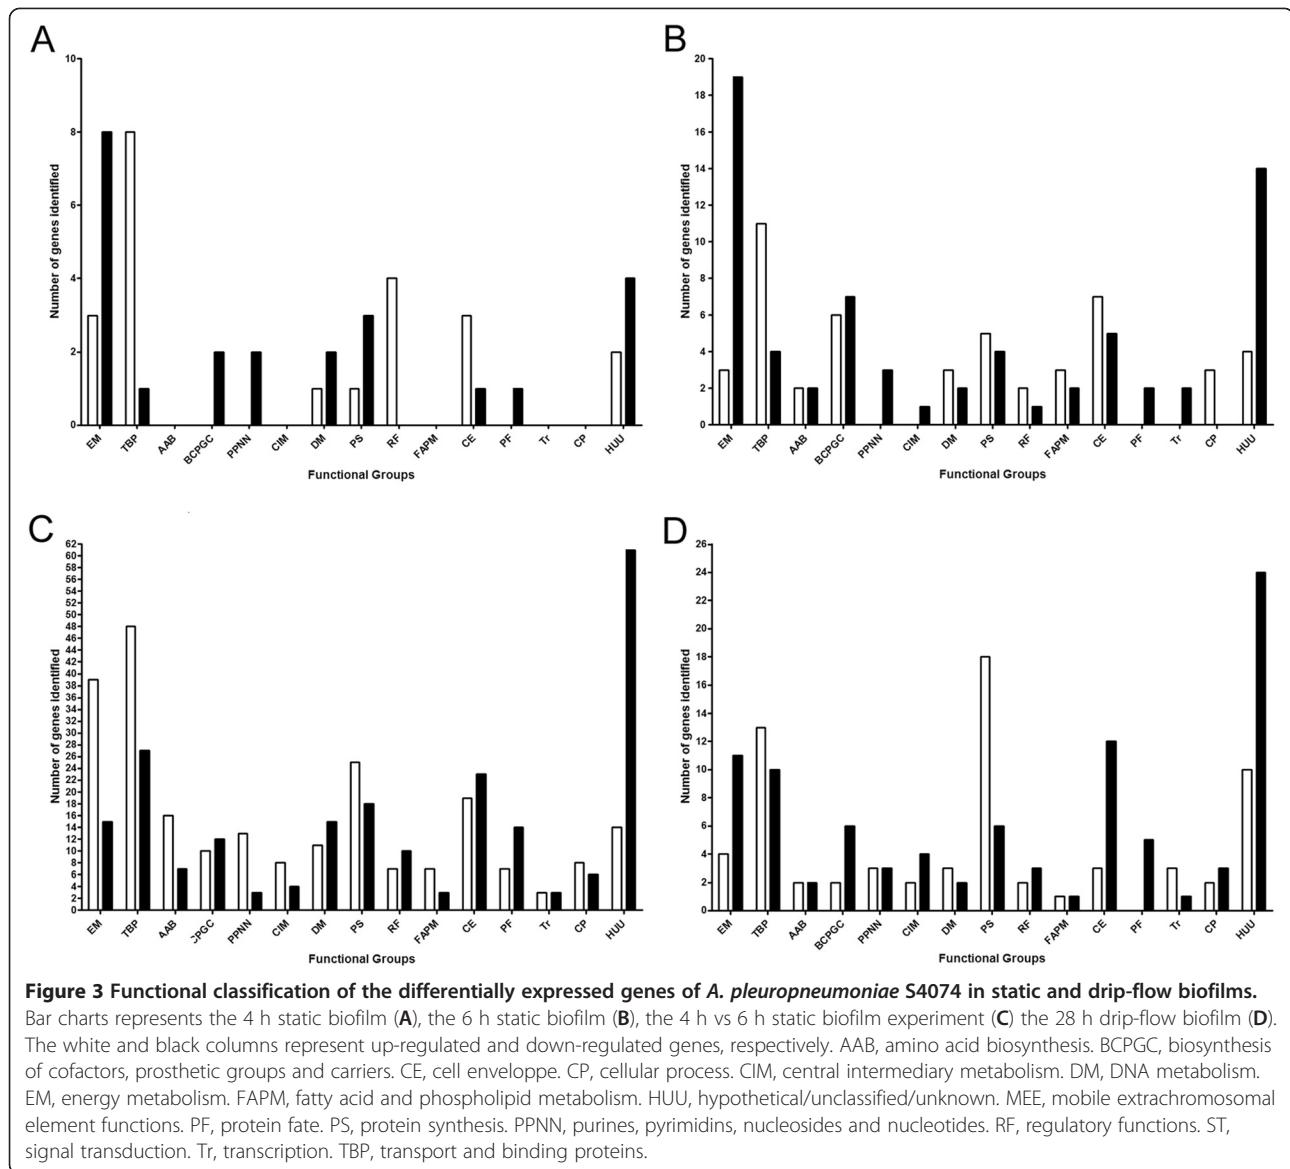 A
10
8
6
4
2
0
Number of genes identified
EM TBP AAB BCPGC PPNN CIM DM PS RF FAPM CE PF Tr CP HUU
Functional Groups
B
20
18
16
14
12
10
8
6
4
2
0
Number of genes identified
EM TBP AAB BCPGC PPNN CIM DM PS RF FAPM CE PF Tr CP HUU
Functional Groups
C
62
60
58
56
54
52
50
48
46
44
42
40
38
36
34
32
30
28
26
24
22
20
18
16
14
12
10
8
6
4
2
0
Number of genes identified
EM TBP AAB CPGC PPNN CIM DM PS RF FAPM CE PF Tr CP HUU
Functional Groups
D
26
24
22
20
18
16
14
12
10
8
6
4
2
0
Number of genes identified
EM TBP AAB BCPGC PPNN CIM DM PS RF FAPM CE PF Tr CP HUU
Functional Groups
Figure 3 Functional classification of the differentially expressed genes of A. pleuropneumoniae S4074 in static and drip-flow biofilms.
Bar charts represents the 4 h static biofilm (A), the 6 h static biofilm (B), the 4 h vs 6 h static biofilm experiment (C) the 28 h drip-flow biofilm (D).
The white and black columns represent up-regulated and down-regulated genes, respectively. AAB, amino acid biosynthesis. BCPGC, biosynthesis
of cofactors, prosthetic groups and carriers. CE, cell enveloppe. CP, cellular process. CIM, central intermediary metabolism. DM, DNA metabolism.
EM, energy metabolism. FAPM, fatty acid and phospholipid metabolism. HUU, hypothetical/unclassified/unknown. MEE, mobile extrachromosomal
element functions. PF, protein fate. PS, protein synthesis. PPNN, purines, pyrimidins, nucleosides and nucleotides. RF, regulatory functions. ST,
signal transduction. Tr, transcription. TBP, transport and binding proteins.